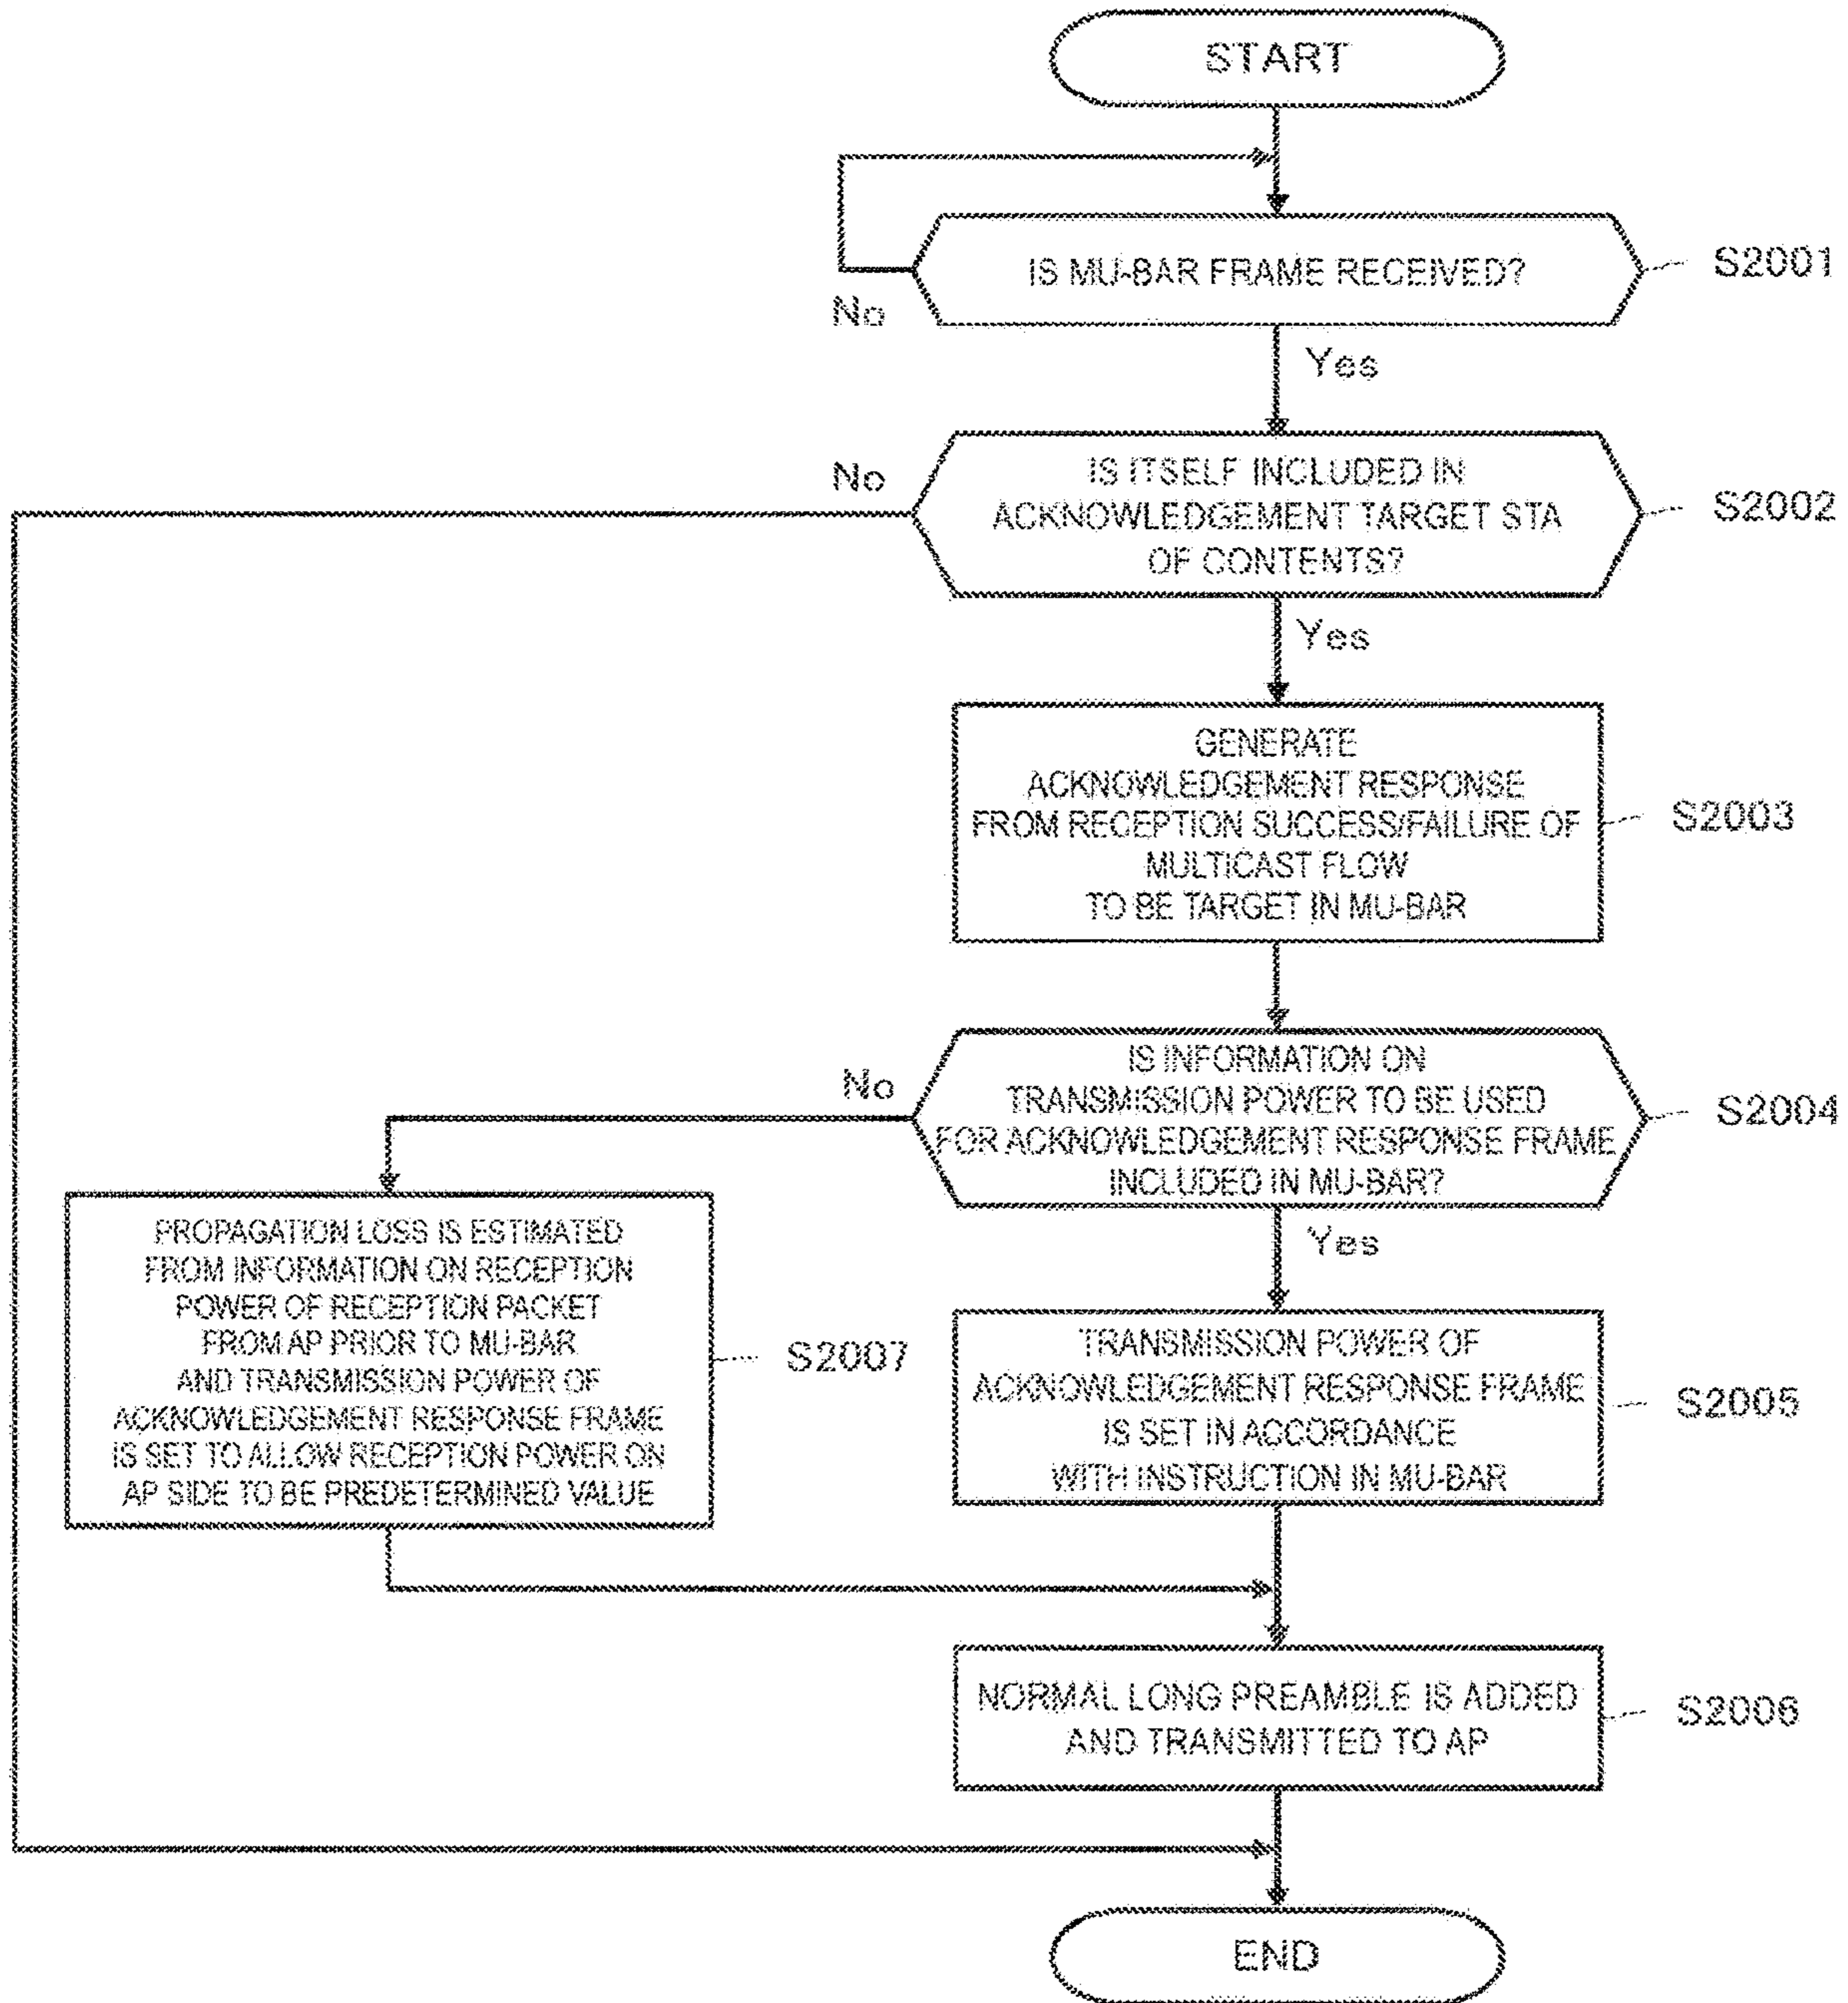 START
IS MU-BAR FRAME RECEIVED?
S2001
No
Yes
IS ITSELF INCLUDED IN
ACKNOWLEDGEMENT TARGET STA
OF CONTENTS?
S2002
No
Yes
GENERATE
ACKNOWLEDGEMENT RESPONSE
FROM RECEPTION SUCCESS/FAILURE OF
MULTICAST FLOW
TO BE TARGET IN MU-BAR
S2003
IS INFORMATION ON
TRANSMISSION POWER TO BE USED
FOR ACKNOWLEDGEMENT RESPONSE FRAME
INCLUDED IN MU-BAR?
S2004
No
Yes
PROPAGATION LOSS IS ESTIMATED
FROM INFORMATION ON RECEPTION
POWER OF RECEPTION PACKET
FROM AP PRIOR TO MU-BAR
AND TRANSMISSION POWER OF
ACKNOWLEDGEMENT RESPONSE FRAME
IS SET TO ALLOW RECEPTION POWER ON
AP SIDE TO BE PREDETERMINED VALUE
S2007
TRANSMISSION POWER OF
ACKNOWLEDGEMENT RESPONSE FRAME
IS SET IN ACCORDANCE
WITH INSTRUCTION IN MU-BAR
S2005
NORMAL LONG PREAMBLE IS ADDED
AND TRANSMITTED TO AP
S2006
END